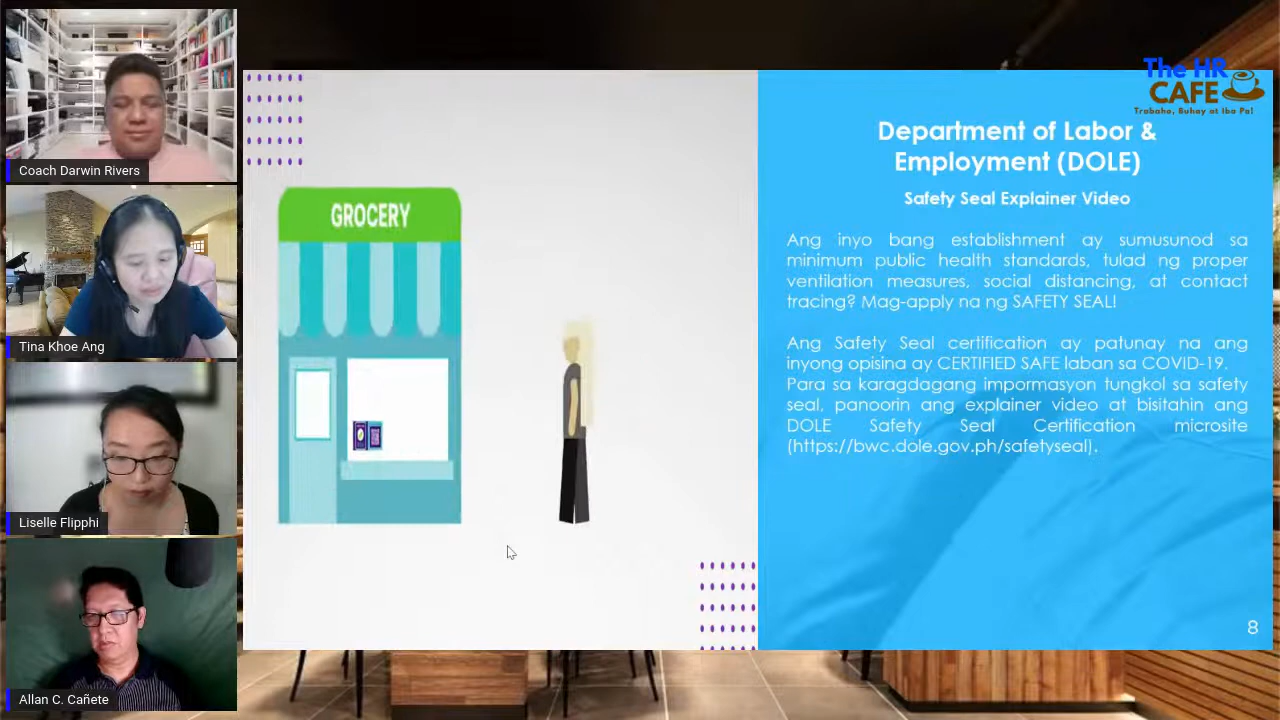 Coach Darwin Rivers
Tina Khoe Ang
Liselle Flipphi
Allan C. Cañete
GROCERY
The HR
CAFE
Trabaho, Buhay at Iba Pa!
Department of Labor &
Employment (DOLE)
Safety Seal Explainer Video
Ang inyo bang establishment ay sumusunod sa
minimum public health standards, tulad ng proper
ventilation measures, social distancing, at contact
tracing? Mag-apply na ng SAFETY SEAL!
Ang Safety Seal certification ay patunay na ang
inyong opisina ay CERTIFIED SAFE laban sa COVID-19.
Para sa karagdagang impormasyon tungkol sa safety
seal, panoorin ang explainer video at bisitahin ang
DOLE Safety Seal Certification microsite
(https://bwc.dole.gov.ph/safetyseal).
8